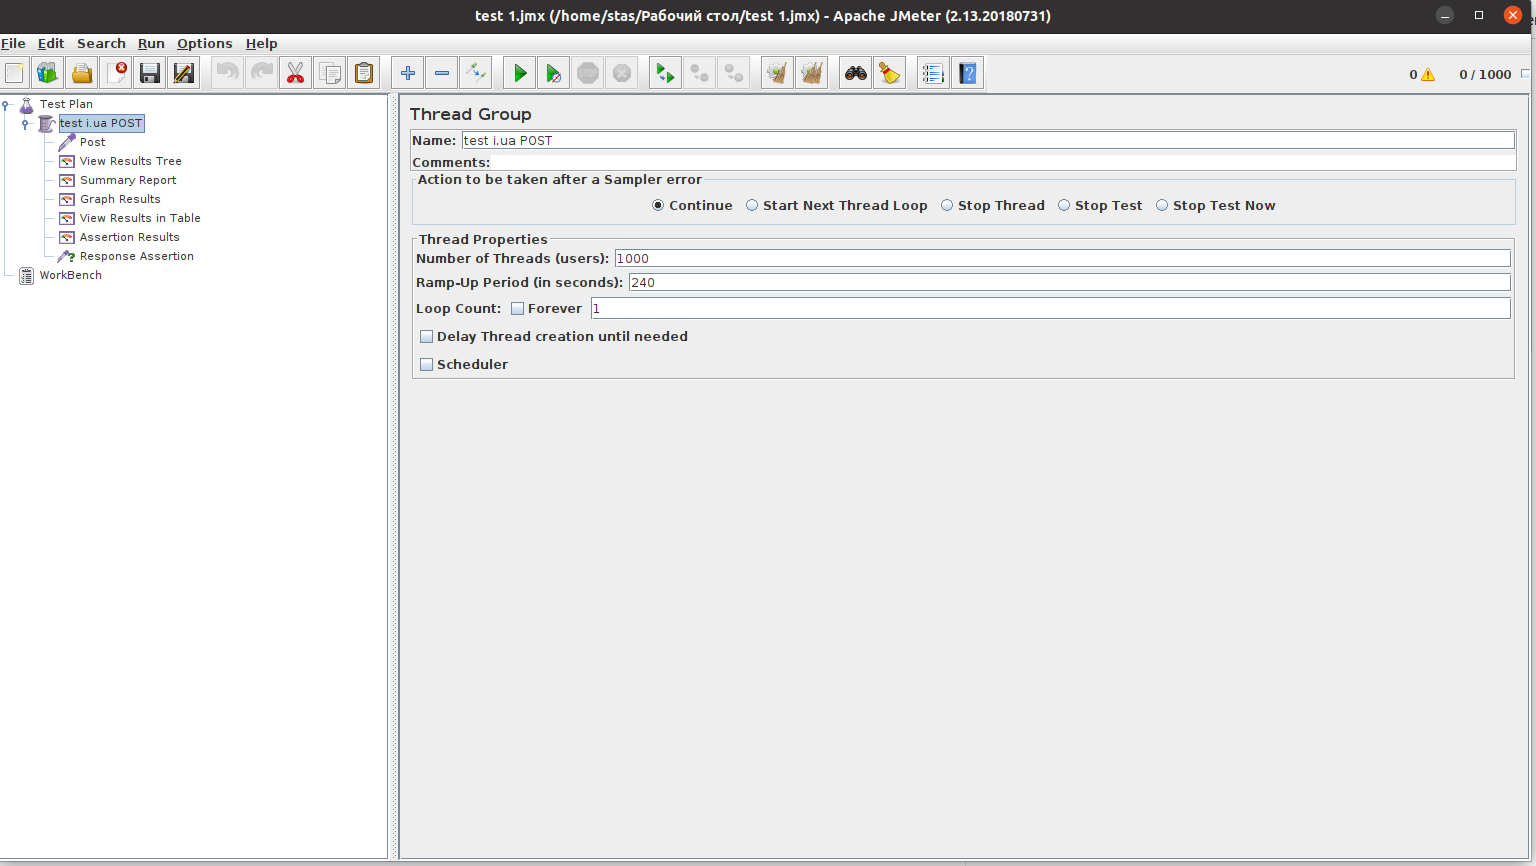 test 1.jmx (/home/stas/Рабочий стол/test 1.jmx) - Apache JMeter (2.13.20180731)
File Edit Search Run Options Help
STOP
0 0 / 1000
Test Plan
test i.ua POST
Post
View Results Tree
Summary Report
Graph Results
View Results in Table
Assertion Results
Response Assertion
WorkBench
Thread Group
Name: test i.ua POST
Comments:
Action to be taken after a Sampler error
Continue Start Next Thread Loop Stop Thread Stop Test Stop Test Now
Thread Properties
Number of Threads (users): 1000
Ramp-Up Period (in seconds): 240
Loop Count: Forever 1
Delay Thread creation until needed
Scheduler